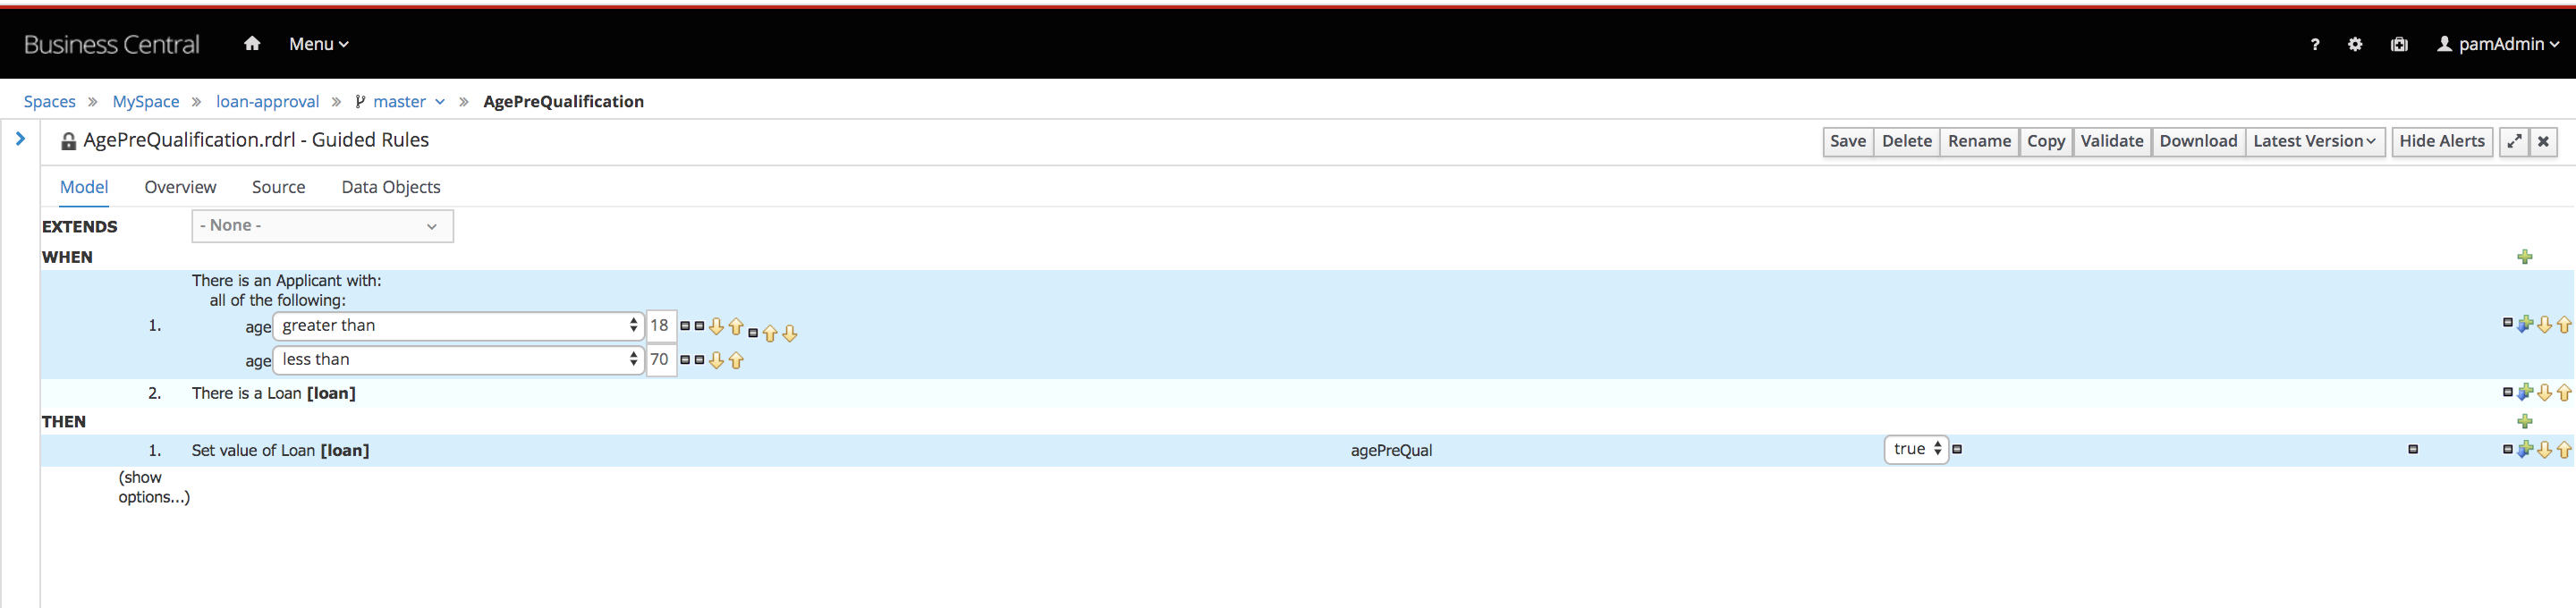 Business Central Menu ? pamAdmin
Spaces » MySpace » loan-approval » master » AgePreQualification
AgePreQualification.rdrl - Guided Rules Save Delete Rename Copy Validate Download Latest Version Hide Alerts
Model Overview Source Data Objects
EXTENDS - None -
WHEN
There is an Applicant with:
all of the following:
1. age greater than 18
age less than 70
2. There is a Loan [loan]
THEN
1. Set value of Loan [loan] agePreQual true
(show
options...)